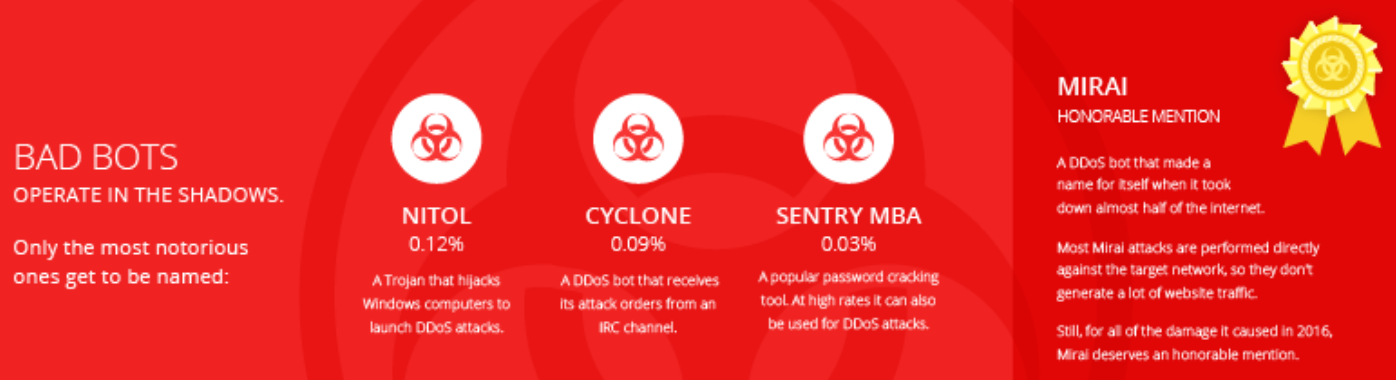 BAD BOTS
OPERATE IN THE SHADOWS.
Only the most notorious
ones get to be named:
NITOL
0.12%
A Trojan that hijacks
Windows computers to
launch DDoS attacks.
CYCLONE
0.09%
A DDoS bot that receives
its attack orders from an
IRC channel.
SENTRY MBA
0.03%
A popular password cracking
tool. At high rates it can also
be used for DDoS attacks.
MIRAI
HONORABLE MENTION
A DDoS bot that made a
name for itself when it took
down almost half of the internet.
Most Mirai attacks are performed directly
against the target network, so they don't
generate a lot of website traffic.
Still, for all of the damage it caused in 2016,
Mirai deserves an honorable mention.